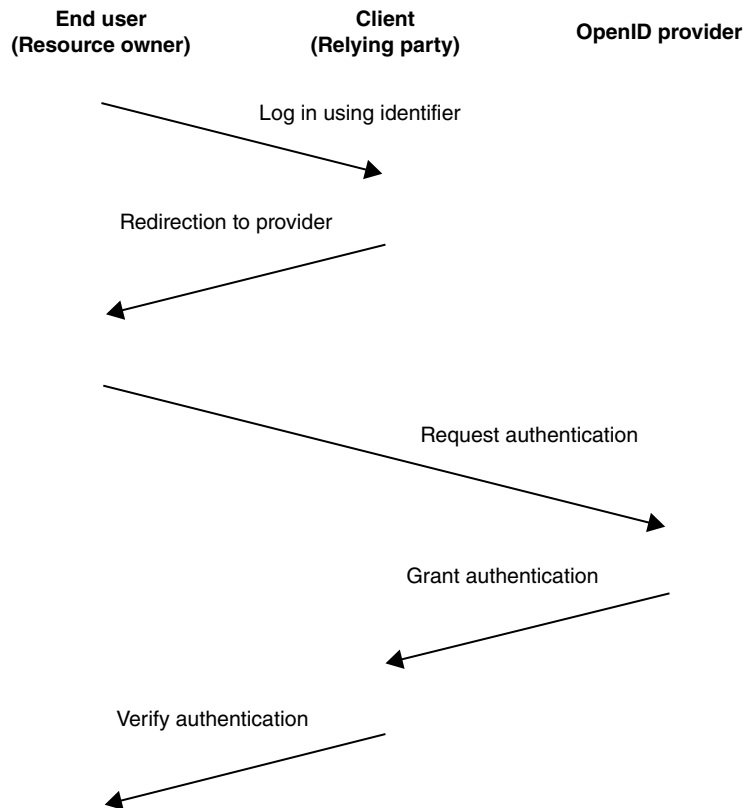 End user
(Resource owner)
Client
(Relying party)
OpenID provider
Log in using identifier
Redirection to provider
Request authentication
Grant authentication
Verify authentication